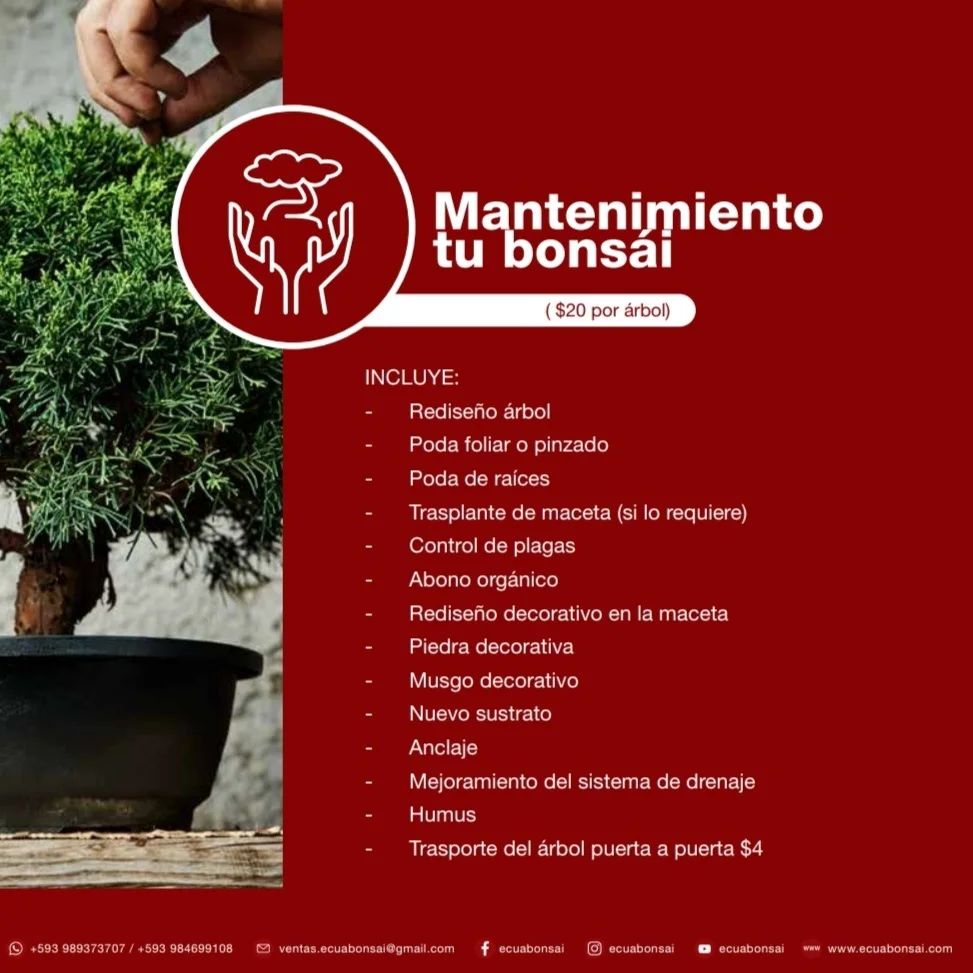 Mantenimiento
tu bonsái
( $20 por árbol)
INCLUYE:
- Rediseño árbol
- Poda foliar o pinzado
- Poda de raíces
- Trasplante de maceta (si lo requiere)
- Control de plagas
- Abono orgánico
- Rediseño decorativo en la maceta
- Piedra decorativa
- Musgo decorativo
- Nuevo sustrato
- Anclaje
- Mejoramiento del sistema de drenaje
- Humus
- Trasporte del árbol puerta a puerta $4
+593 989373707 / +593 984699108 ventas.ecuabonsai@gmail.com ecuabonsai ecuabonsai ecuabonsai www www.ecuabonsai.com